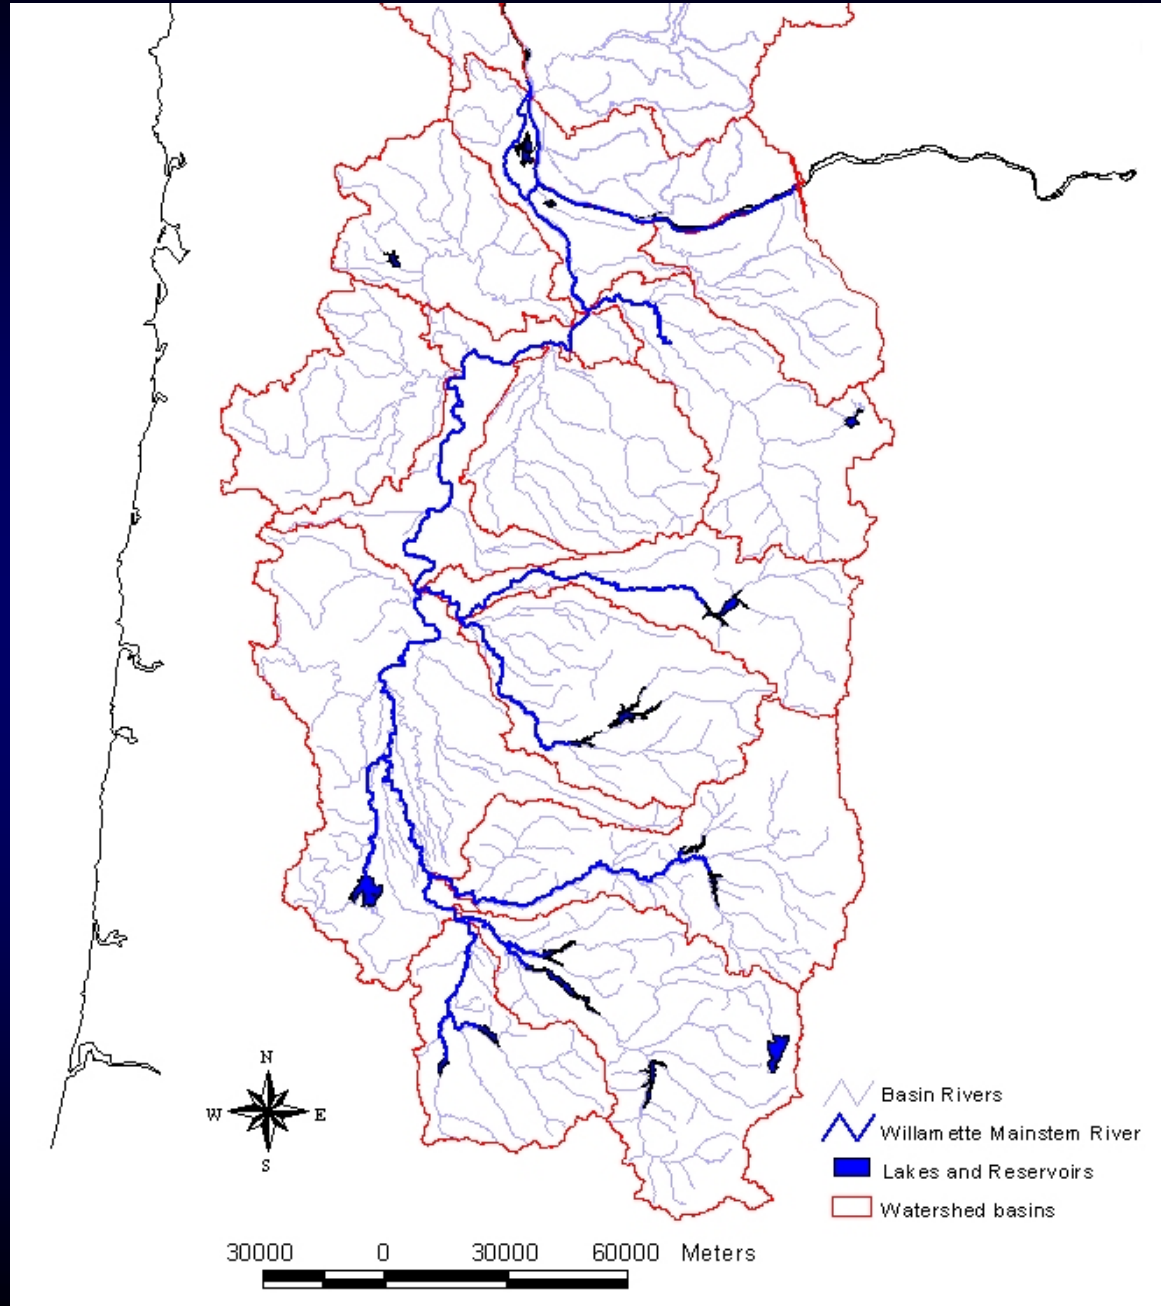 N
W E
S
Basin Rivers
Willamette Mainstem River
Lakes and Reservoirs
Watershed basins
30000 0 30000 60000 Meters